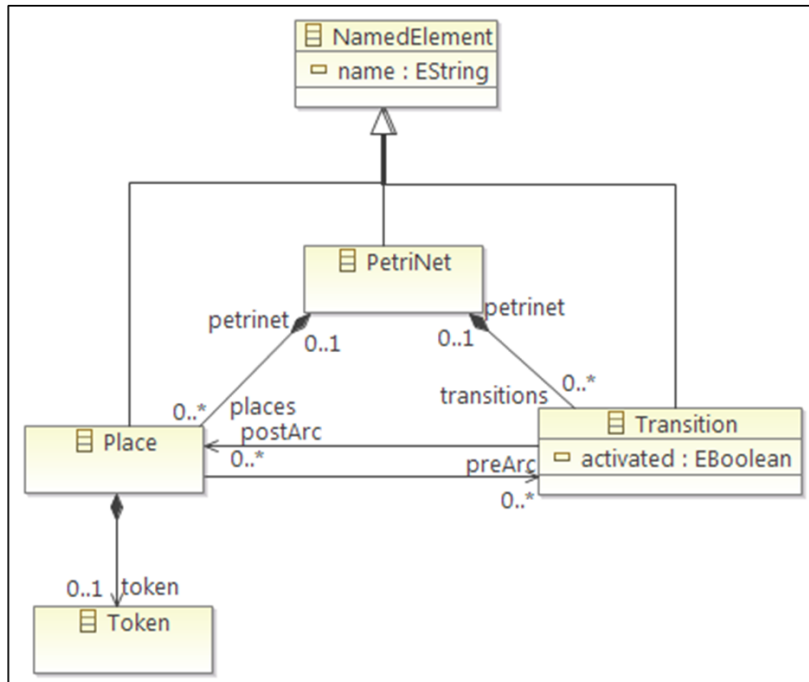 NamedElement
name : EString
PetriNet
petrinet
petrinet
0..1
0..1
0..*
places
transitions
0..*
Place
postArc
0..*
preArc
0..*
Transition
activated : EBoolean
0..1
token
Token